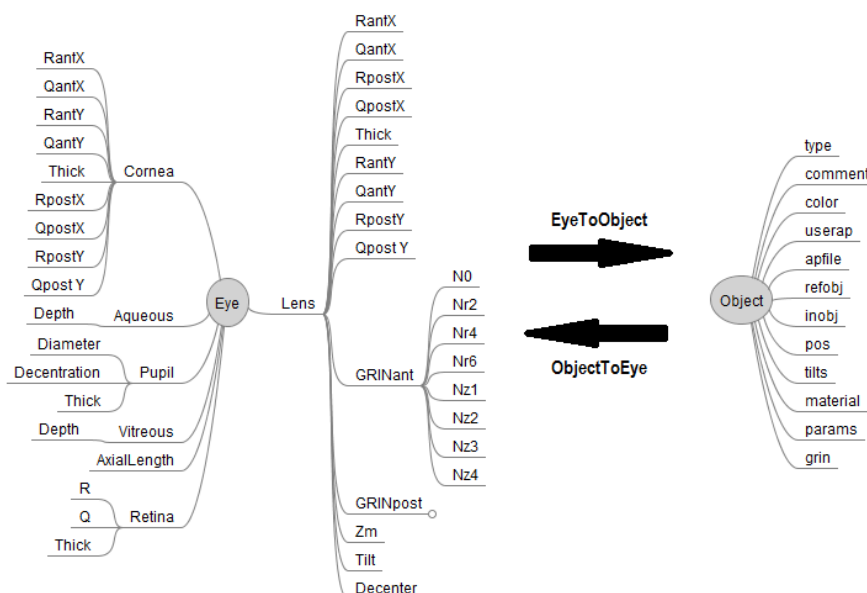 RantX
QantX
RantY
QantY
Thick
RpostX
QpostX
RpostY
Qpost Y
Cornea
Depth
Aqueous
Diameter
Decentration
Thick
Pupil
Depth
Vitreous
AxialLength
R
Q
Thick
Retina
Eye
Lens
RantX
QantX
RpostX
QpostX
Thick
RantY
QantY
RpostY
Qpost Y
GRINant
N0
Nr2
Nr4
Nr6
Nz1
Nz2
Nz3
Nz4
GRINpost
Zm
Tilt
Decenter
EyeToObject
ObjectToEye
Object
type
comment
color
userap
apfile
refobj
inobj
pos
tilts
material
params
grin